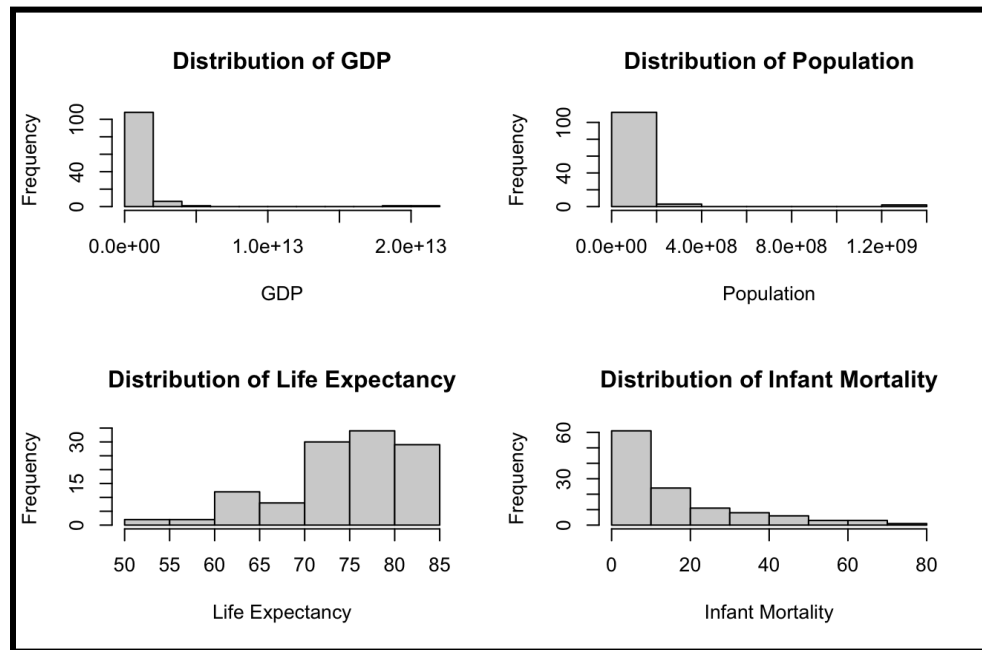 Distribution of GDP
Frequency
0 40 100
0.0e+00 1.0e+13 2.0e+13
GDP
Distribution of Population
Frequency
0 40 100
0.0e+00 4.0e+08 8.0e+08 1.2e+09
Population
Distribution of Life Expectancy
Frequency
0 15 30
50 55 60 65 70 75 80 85
Life Expectancy
Distribution of Infant Mortality
Frequency
0 30 60
0 20 40 60 80
Infant Mortality